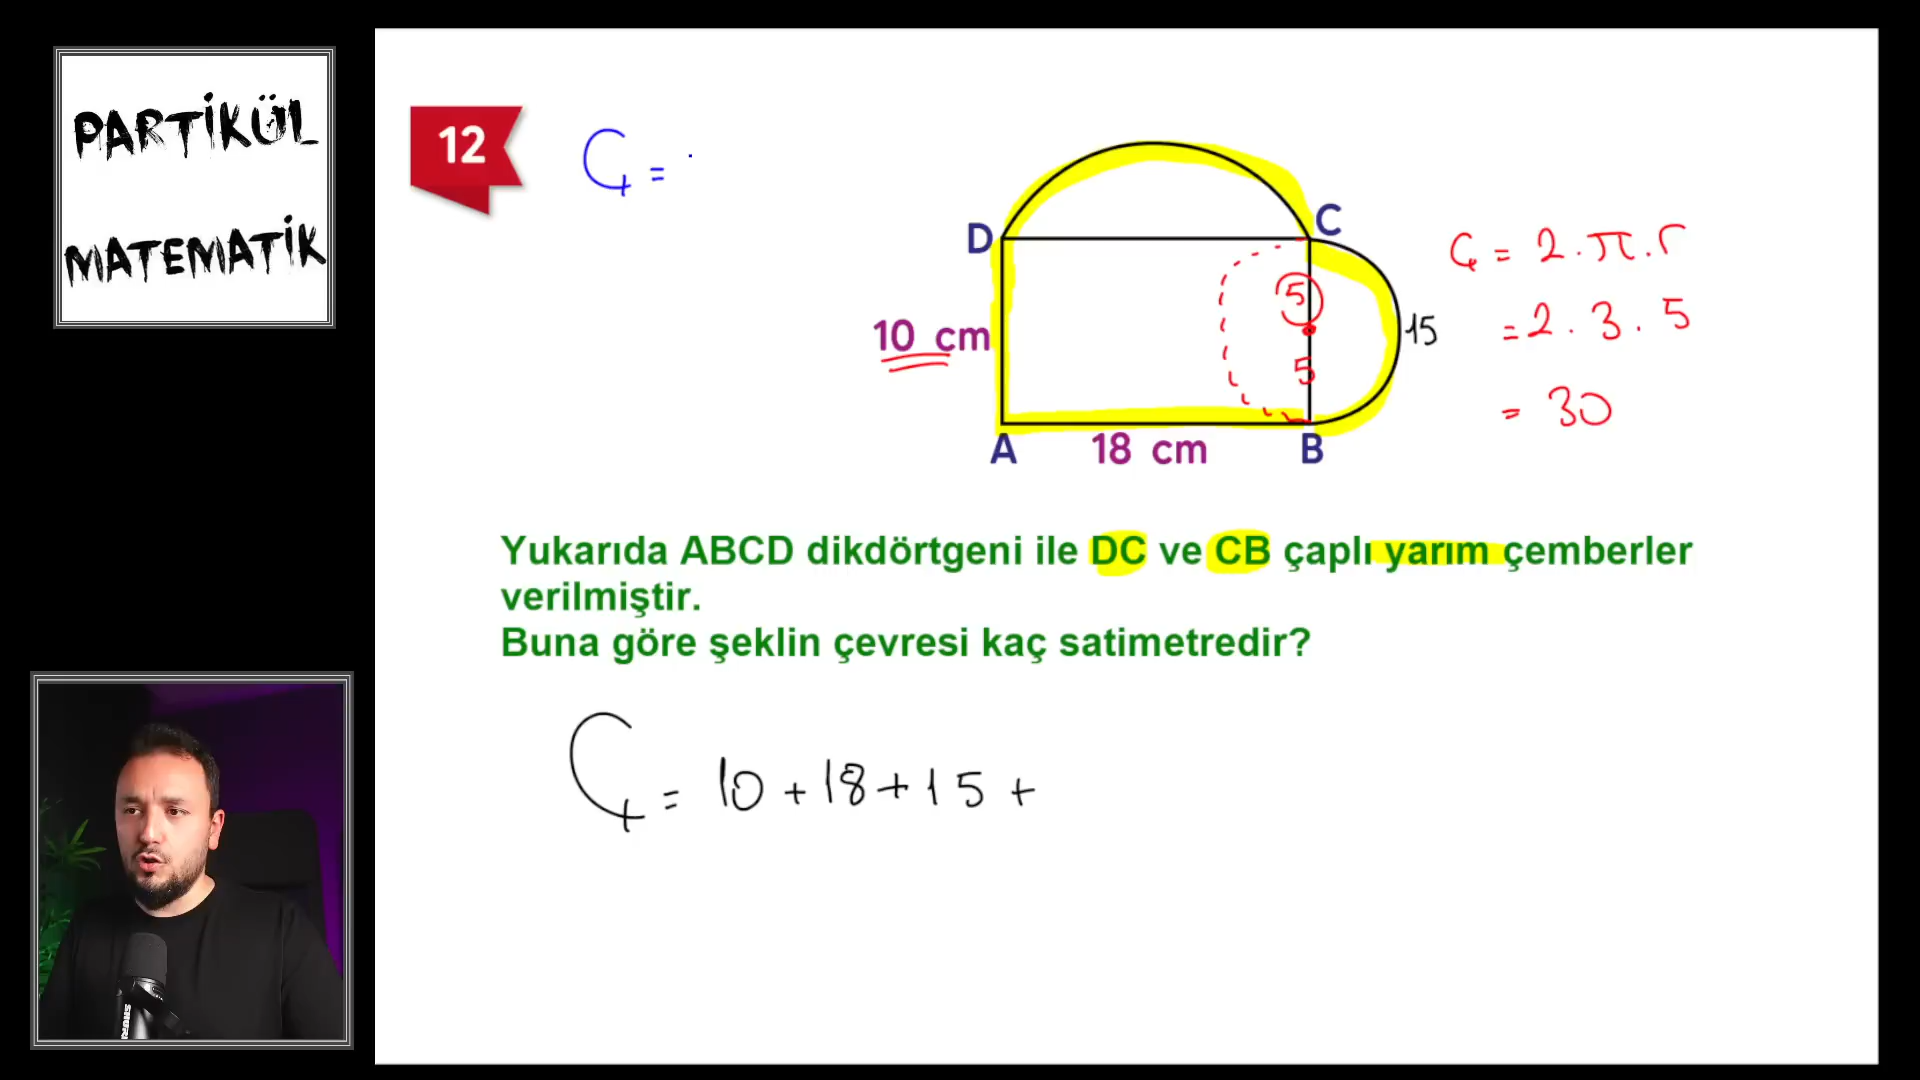 PARTİKÜL
MATEMATİK
12
Ç =
D
C
10 cm
5
5
15
A
18 cm
B
Ç = 2.π.r
= 2.3.5
= 30
Yukarıda ABCD dikdörtgeni ile DC ve CB çaplı yarım çemberler
verilmiştir.
Buna göre şeklin çevresi kaç satimetredir?
Ç = 10 + 18 + 15 +